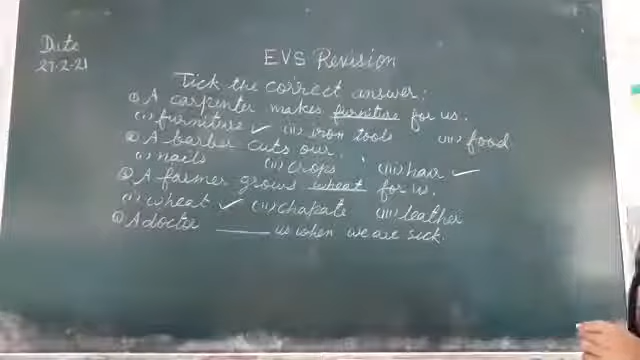 Date
27-2-21
EVS Revision
Tick the correct answer:
① A carpenter makes furniture for us.
(i) furniture ✓ (ii) iron tools (iii) food
② A barber cuts our.
(i) nails (ii) crops (iii) hair ✓
③ A farmer grows wheat for us.
(i) wheat ✓ (ii) chapate (iii) leather
④ A doctor ______ us when we are sick.